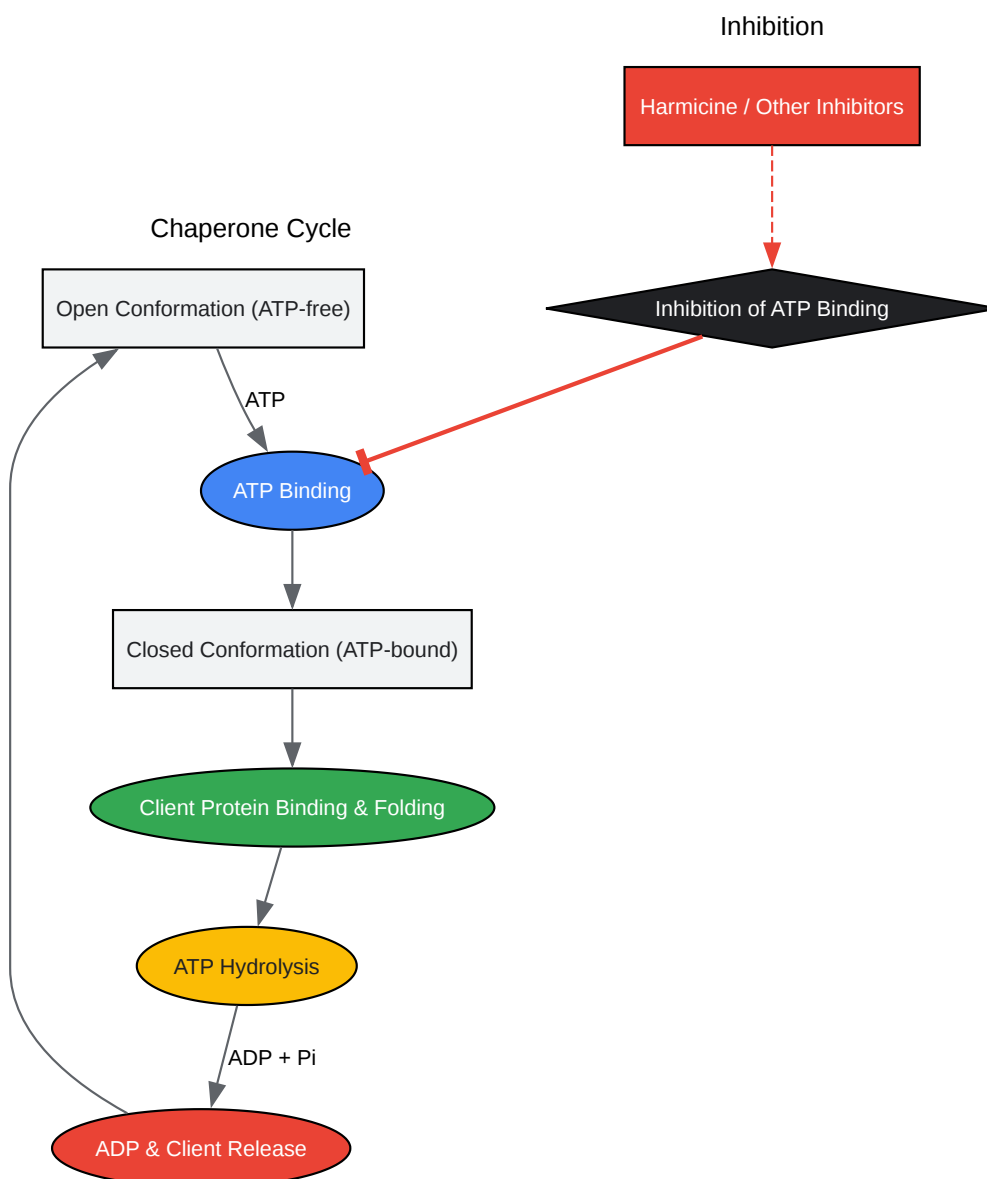 Inhibition
Harmicine / Other Inhibitors
Chaperone Cycle
Open Conformation (ATP-free)
Inhibition of ATP Binding
ATP
ATP Binding
Closed Conformation (ATP-bound)
Client Protein Binding & Folding
ATP Hydrolysis
ADP + Pi
ADP & Client Release